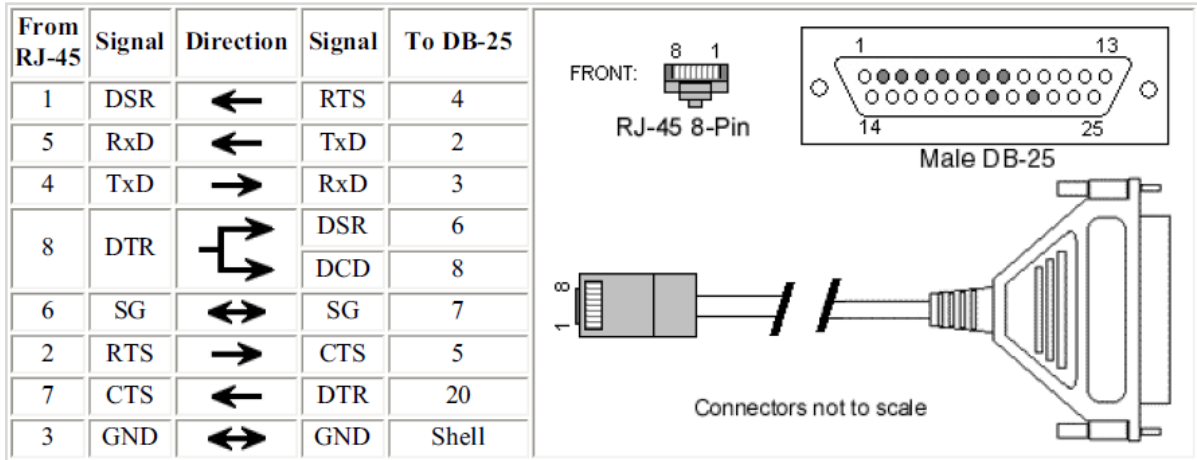 From RJ-45 Signal Direction Signal To DB-25
1 DSR RTS 4
5 RxD TxD 2
4 TxD RxD 3
8 DTR DSR 6
DCD 8
6 SG SG 7
2 RTS CTS 5
7 CTS DTR 20
3 GND GND Shell
8 1
FRONT:
RJ-45 8-Pin
1 13
14 25
Male DB-25
8
1
Connectors not to scale